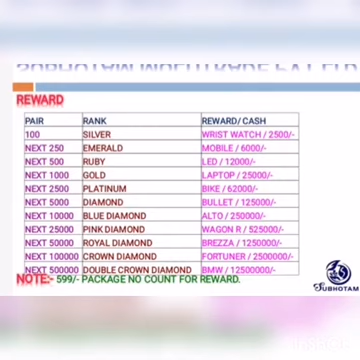 REWARD
PAIR RANK REWARD/ CASH
100 SILVER WRIST WATCH / 2500/-
NEXT 250 EMERALD MOBILE / 6000/-
NEXT 500 RUBY LED / 12000/-
NEXT 1000 GOLD LAPTOP / 25000/-
NEXT 2500 PLATINUM BIKE / 62000/-
NEXT 5000 DIAMOND BULLET / 125000/-
NEXT 10000 BLUE DIAMOND ALTO / 250000/-
NEXT 25000 PINK DIAMOND WAGON R / 525000/-
NEXT 50000 ROYAL DIAMOND BREZZA / 1250000/-
NEXT 100000 CROWN DIAMOND FORTUNER / 2500000/-
NEXT 500000 DOUBLE CROWN DIAMOND BMW / 12500000/-
NOTE:- 599/- PACKAGE NO COUNT FOR REWARD.
SUBHOTAM